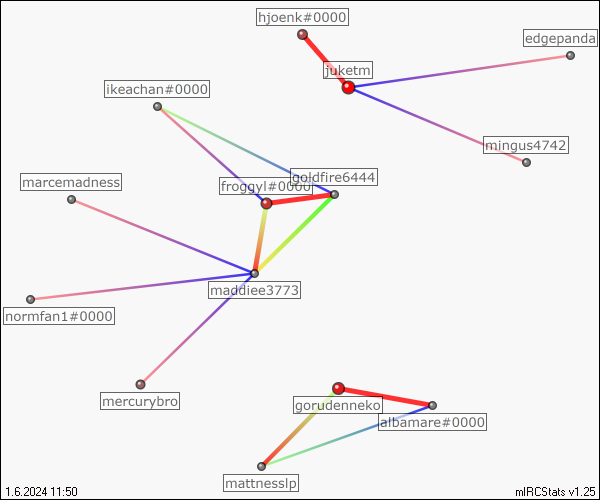 hjoenk#0000
edgepanda
juketm
ikeachan#0000
mingus4742
goldfire6444
froggyl#0000
marcemadness
maddiee3773
normfan1#0000
mercurybro
gorudenneko
albamare#0000
mattnesslp
1.6.2024 11:50
mIRCStats v1.25